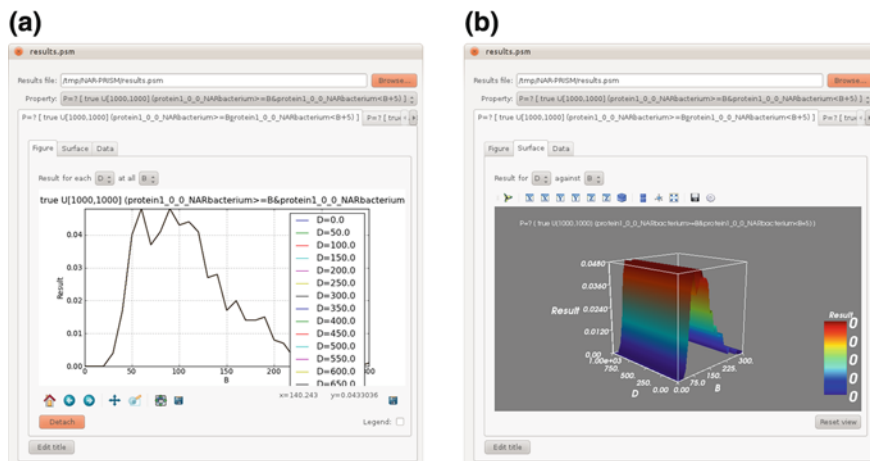 (a)
results.psm
Results file: /tmp/NAR-PRISM/results.psm Browse...
Property: P=? [ true U[1000,1000] (protein1_0_0_NARbacterium>=B&protein1_0_0_NARbacterium<B+5) ]
P=? [ true U[1000,1000] (protein1_0_0_NARbacterium>=B&protein1_0_0_NARbacterium<B+5) ] P=? [ true
Figure Surface Data
Result for each D at all B
true U[1000,1000] (protein1_0_0_NARbacterium>=B&protein1_0_0_NARbacterium
0.04
0.03
0.02
0.01
0.00
Result
0 50 100 150 200
B
D=0.0
D=50.0
D=100.0
D=150.0
D=200.0
D=250.0
D=300.0
D=350.0
D=400.0
D=450.0
D=500.0
D=550.0
D=600.0
D=650.0
x=140.243 y=0.0433036
Detach Legend:
Edit title
(b)
results.psm
Results file: /tmp/NAR-PRISM/results.psm Browse...
Property: P=? [ true U[1000,1000] (protein1_0_0_NARbacterium>=B&protein1_0_0_NARbacterium<B+5) ]
P=? [ true U[1000,1000] (protein1_0_0_NARbacterium>=B&protein1_0_0_NARbacterium<B+5) ] P=? [ tru
Figure Surface Data
Result for D against B
P=? [ true U[1000,1000] (protein1_0_0_NARbacterium>=B&protein1_0_0_NARbacterium<B+5) ]
0.0480
0.0360
Result 0.0240
0.0120
0.00
1.00e+03
750.
500.
250.
0.00
D
0.00
75.0
150.
225.
300.
B
Result
0
0
0
0
0
Reset view
Edit title